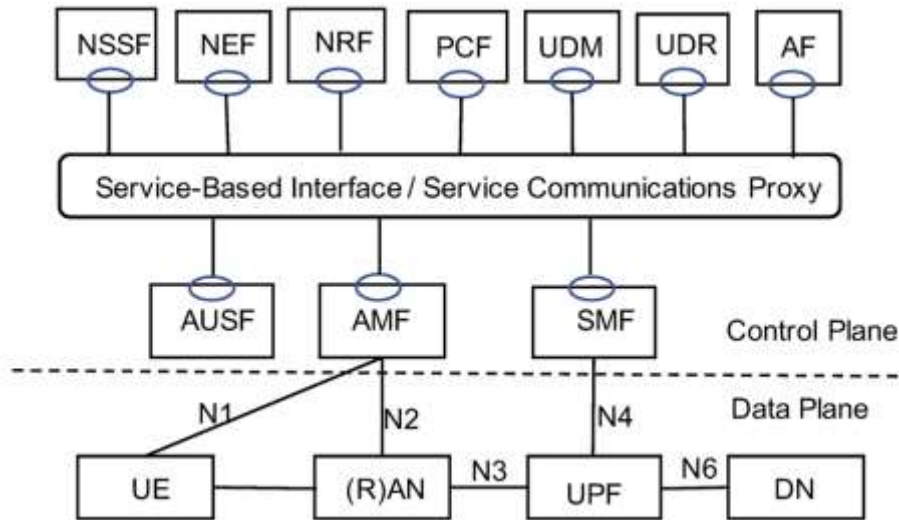 NSSF NEF NRF PCF UDM UDR AF
Service-Based Interface / Service Communications Proxy
AUSF AMF SMF
Control Plane
Data Plane
N1 N2 N4
N3 N6
UE (R)AN UPF DN